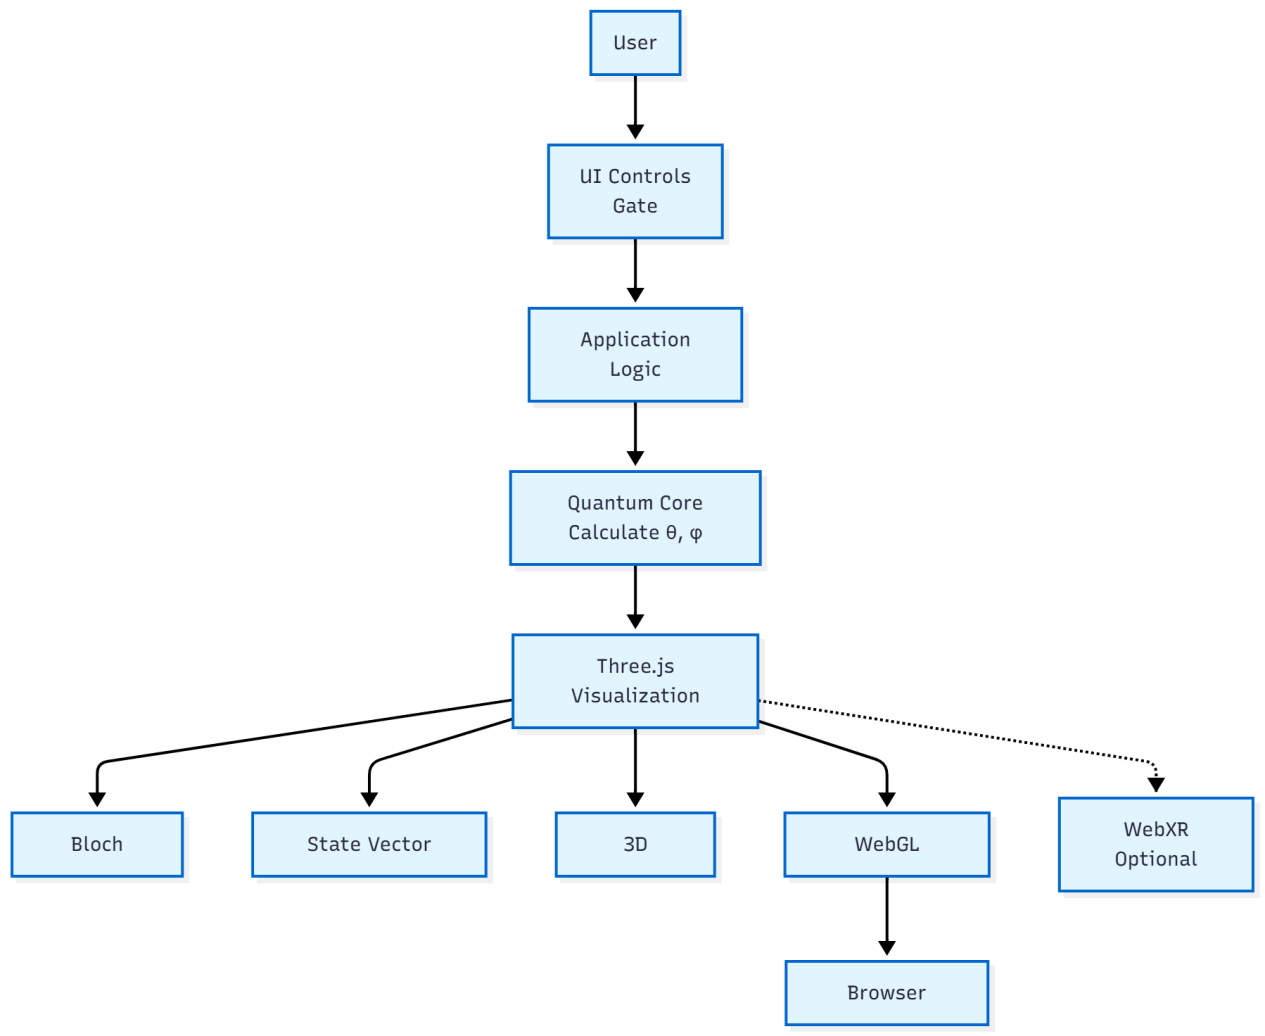 User
UI Controls
Gate
Application
Logic
Quantum Core
Calculate θ, φ
Three.js
Visualization
Bloch
State Vector
3D
WebGL
WebXR
Optional
Browser